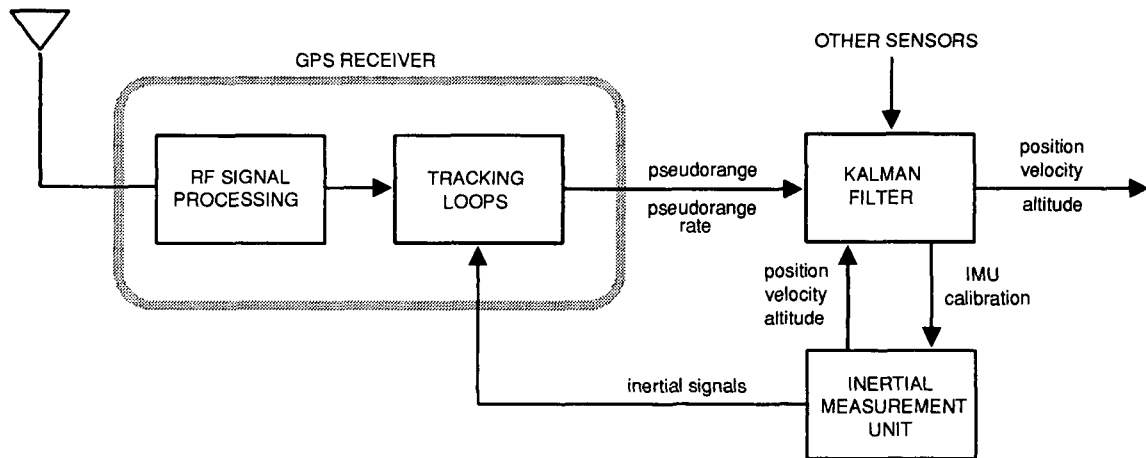 OTHER SENSORS
GPS RECEIVER
RF SIGNAL
PROCESSING
TRACKING
LOOPS
pseudorange
pseudorange
rate
KALMAN
FILTER
position
velocity
altitude
position
velocity
altitude
IMU
calibration
inertial signals
INERTIAL
MEASUREMENT
UNIT